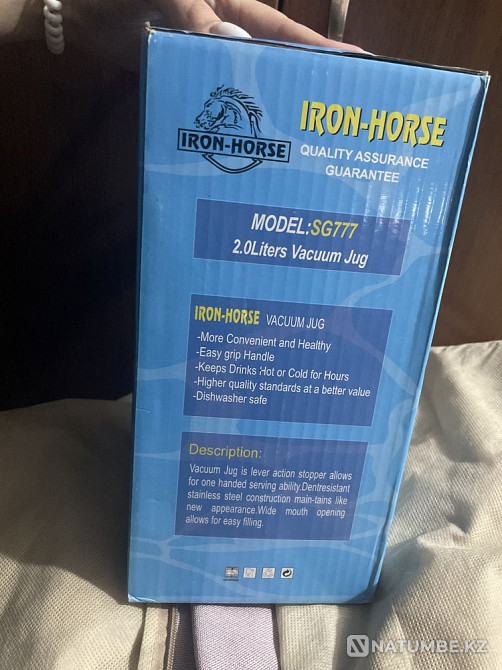 IRON-HORSE
IRON-HORSE
QUALITY ASSURANCE
GUARANTEE
MODEL:SG777
2.0Liters Vacuum Jug
IRON-HORSE VACUUM JUG
-More Convenient and Healthy
-Easy grip Handle
-Keeps Drinks Hot or Cold for Hours
-Higher quality standards at a better value
-Dishwasher safe
Description:
Vacuum Jug is lever action stopper allows
for one handed serving ability.Dentresistant
stainless steel construction main-tains like
new appearance.Wide mouth opening
allows for easy filling.
NATUMBE.KZ